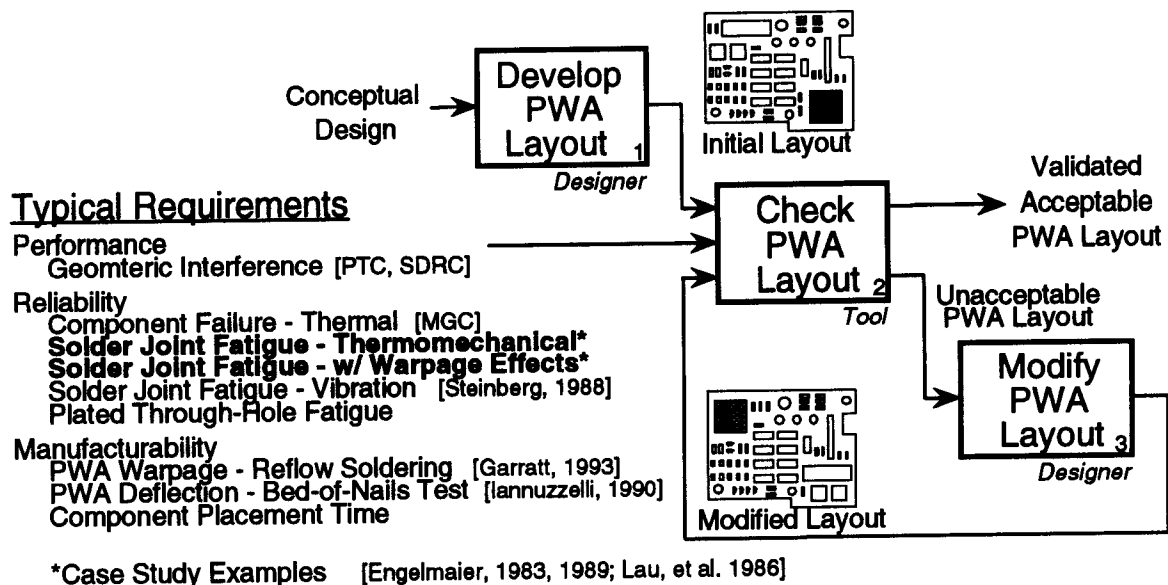 Conceptual
Design
Develop
PWA
Layout 1
Designer
Initial Layout
Check
PWA
Layout 2
Tool
Validated
Acceptable
PWA Layout
Unacceptable
PWA Layout
Modify
PWA
Layout 3
Designer
Modified Layout
Typical Requirements
Performance
Geomteric Interference [PTC, SDRC]
Reliability
Component Failure - Thermal [MGC]
Solder Joint Fatigue - Thermomechanical*
Solder Joint Fatigue - w/ Warpage Effects*
Solder Joint Fatigue - Vibration [Steinberg, 1988]
Plated Through-Hole Fatigue
Manufacturability
PWA Warpage - Reflow Soldering [Garratt, 1993]
PWA Deflection - Bed-of-Nails Test [Iannuzzelli, 1990]
Component Placement Time
*Case Study Examples [Engelmaier, 1983, 1989; Lau, et al. 1986]